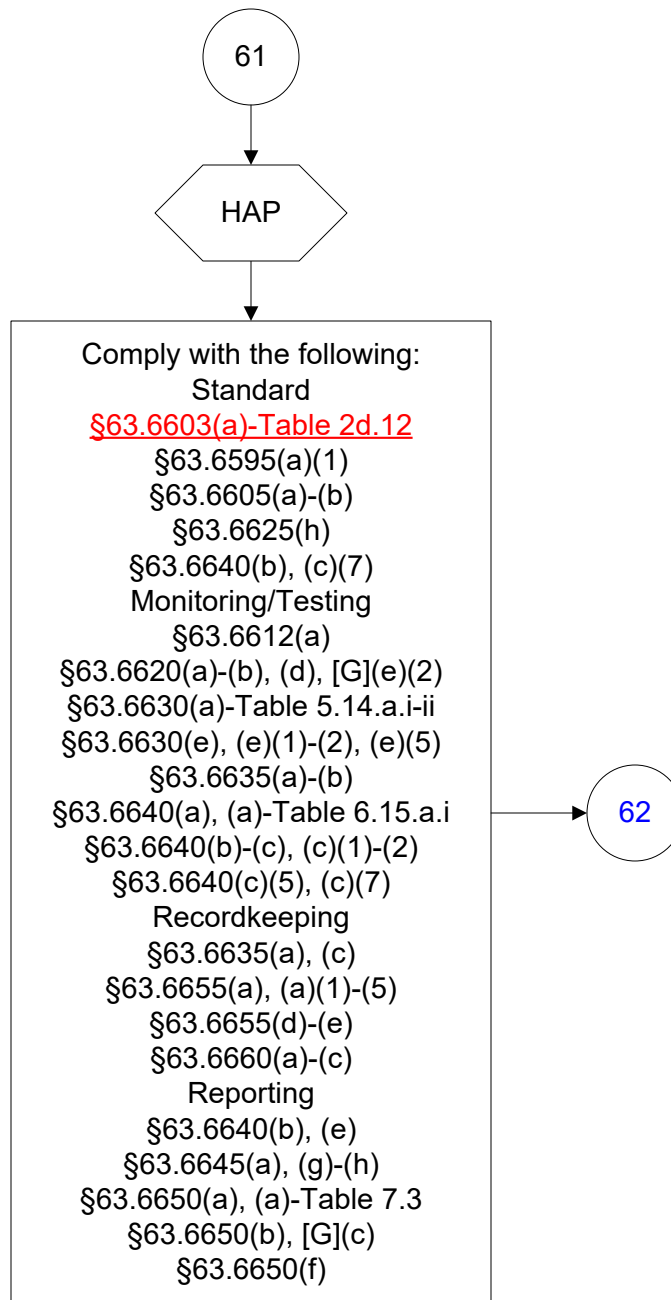 61
HAP
Comply with the following:
Standard
§63.6603(a)-Table 2d.12
§63.6595(a)(1)
§63.6605(a)-(b)
§63.6625(h)
§63.6640(b), (c)(7)
Monitoring/Testing
§63.6612(a)
§63.6620(a)-(b), (d), [G](e)(2)
§63.6630(a)-Table 5.14.a.i-ii
§63.6630(e), (e)(1)-(2), (e)(5)
§63.6635(a)-(b)
§63.6640(a), (a)-Table 6.15.a.i
§63.6640(b)-(c), (c)(1)-(2)
§63.6640(c)(5), (c)(7)
Recordkeeping
§63.6635(a), (c)
§63.6655(a), (a)(1)-(5)
§63.6655(d)-(e)
§63.6660(a)-(c)
Reporting
§63.6640(b), (e)
§63.6645(a), (g)-(h)
§63.6650(a), (a)-Table 7.3
§63.6650(b), [G](c)
§63.6650(f)
62